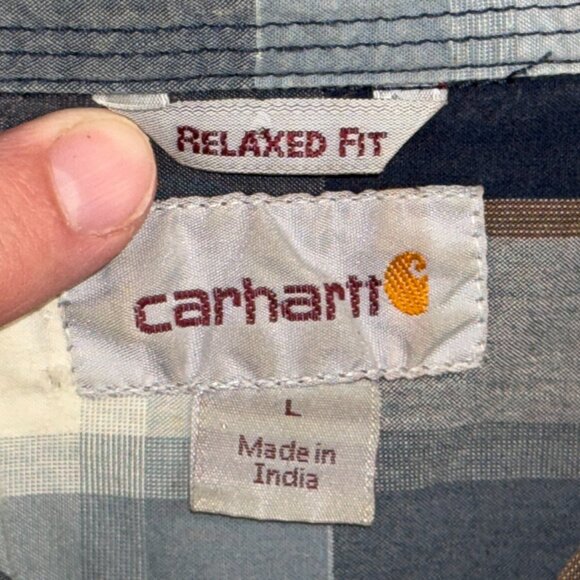 RELAXED FIT
carhartt
L
Made in
India